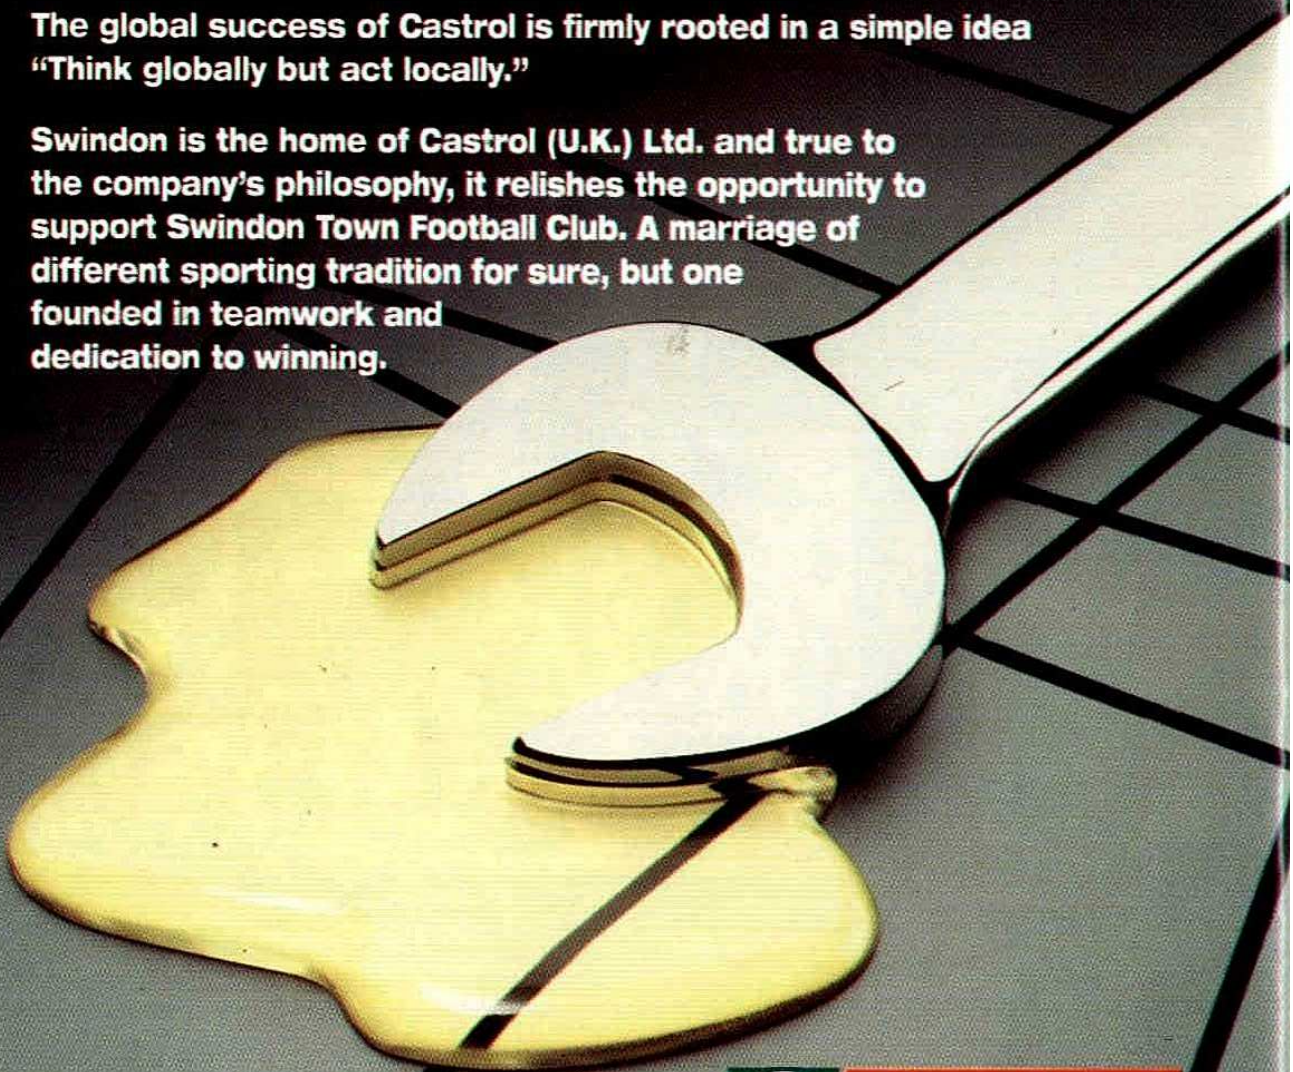 The global success of Castrol is firmly rooted in a simple idea
“Think globally but act locally.”
Swindon is the home of Castrol (U.K.) Ltd. and true to
the company’s philosophy, it relishes the opportunity to
support Swindon Town Football Club. A marriage of
different sporting tradition for sure, but one
founded in teamwork and
dedication to winning.